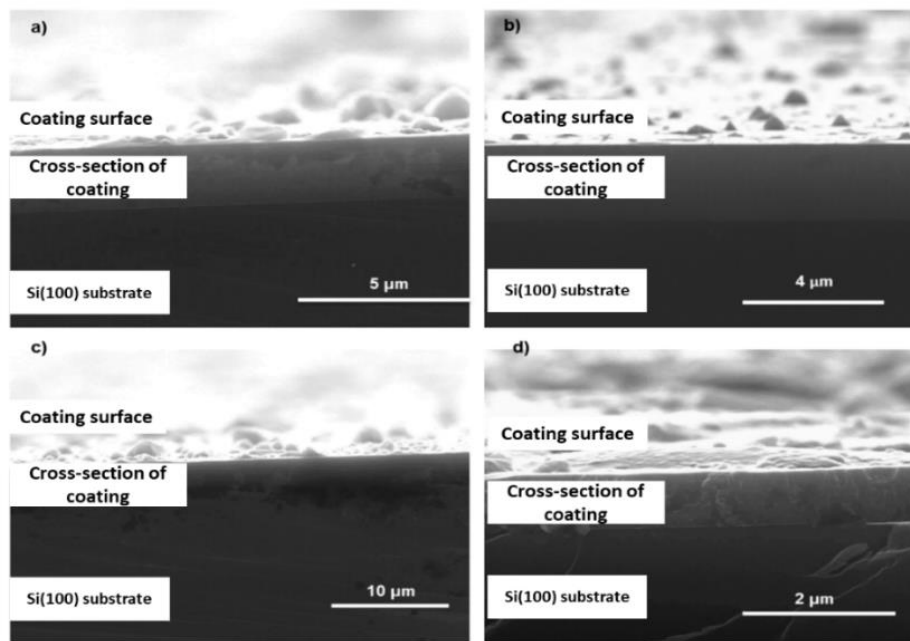 a)
Coating surface
Cross-section of
coating
Si(100) substrate
5 µm
b)
Coating surface
Cross-section of
coating
Si(100) substrate
4 µm
c)
Coating surface
Cross-section of
coating
Si(100) substrate
10 µm
d)
Coating surface
Cross-section of
coating
Si(100) substrate
2 µm